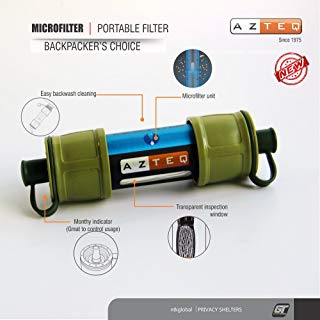 MICROFILTER | PORTABLE FILTER
BACKPACKER'S CHOICE
AZTEQ
Since 1975
NEW
Easy backwash cleaning
Microfilter unit
AZTEQ
Transparent inspection
window
Monthy indicator
(Great to control usage)
ntkglobal | PRIVACY SHELTERS